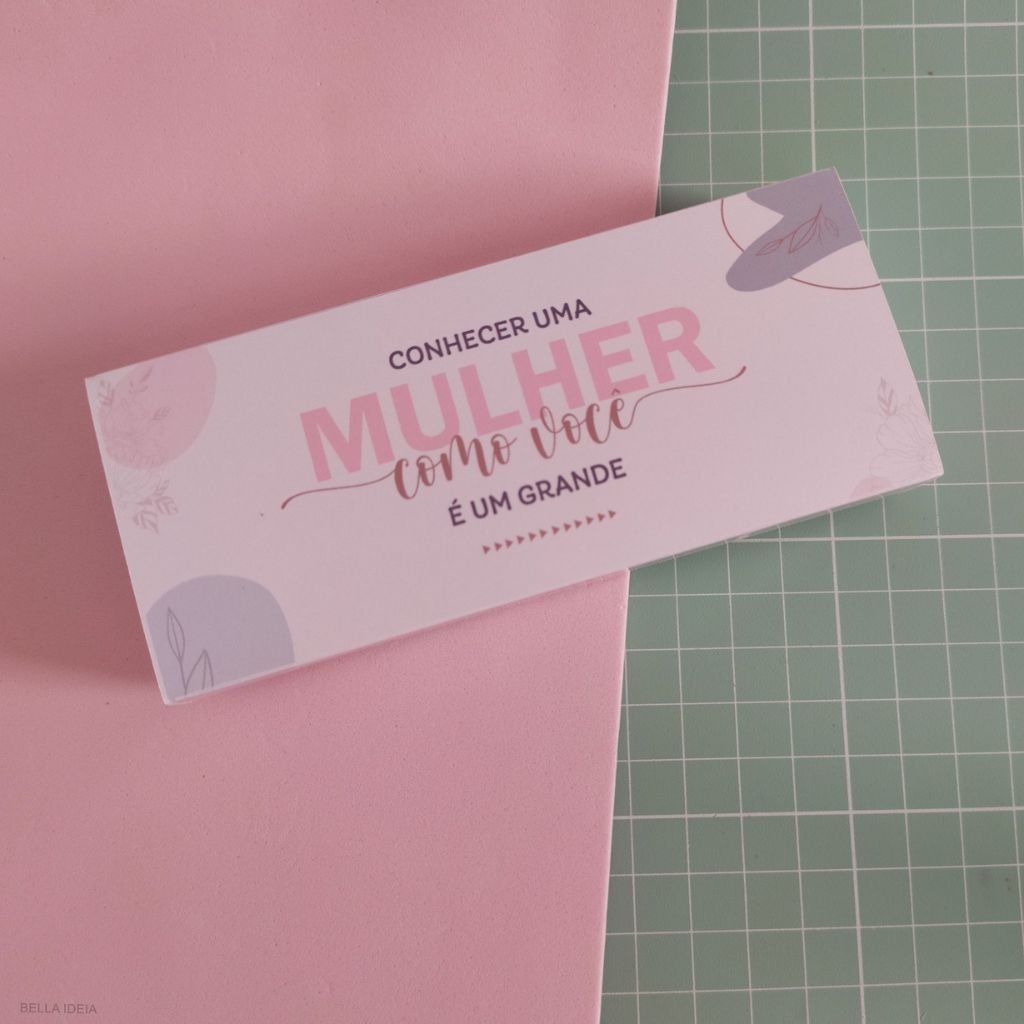 CONHECER UMA
MULHER
como você
É UM GRANDE
BELLA IDEIA